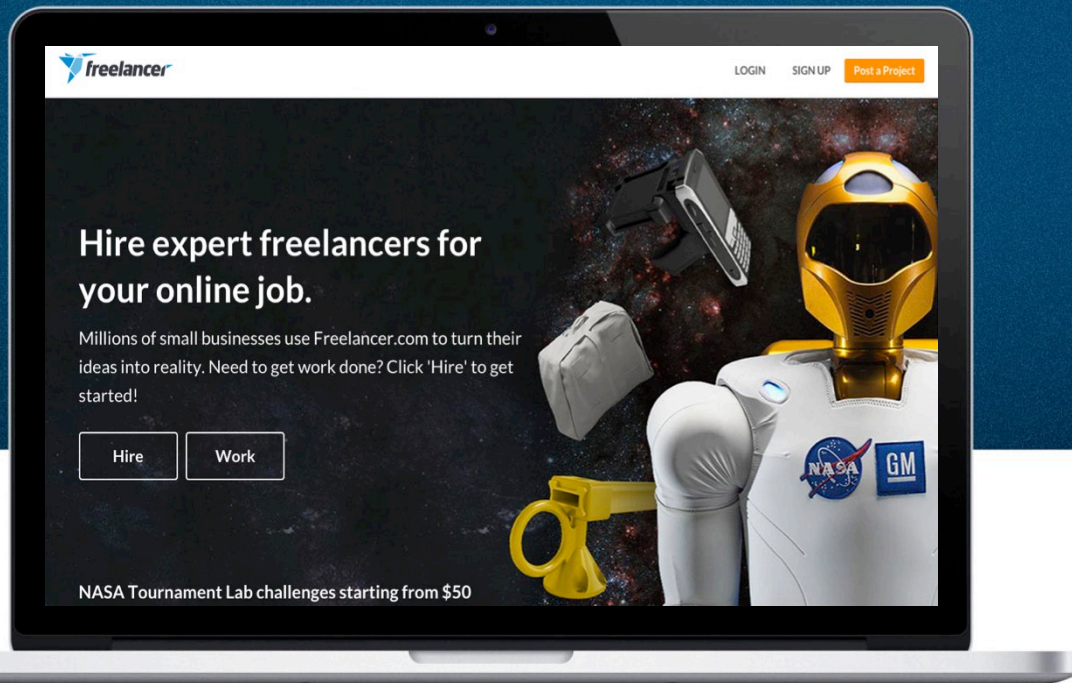 freelancer
LOGIN SIGN UP Post a Project
Hire expert freelancers for
your online job.
Millions of small businesses use Freelancer.com to turn their
ideas into reality. Need to get work done? Click 'Hire' to get
started!
Hire Work
NASA GM
NASA Tournament Lab challenges starting from $50